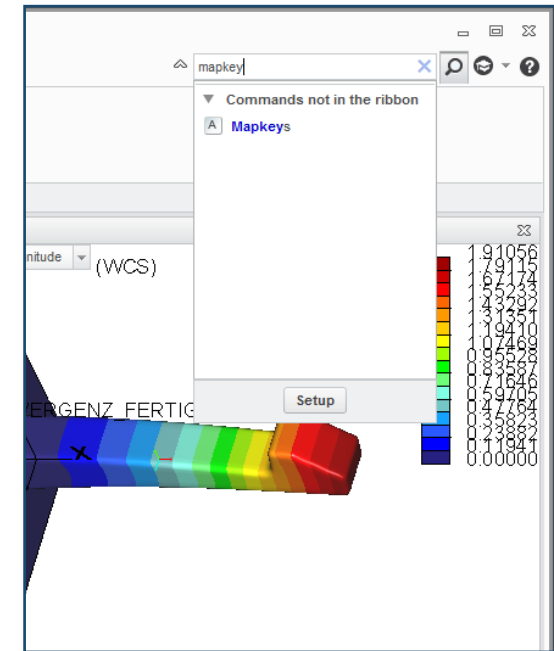 mapkey
Commands not in the ribbon
A Mapkeys
nitude
(WCS)
1.91056
1.79115
1.67174
1.55233
1.43292
1.31351
1.19410
1.07469
0.95528
0.83587
0.71646
0.59705
0.47764
0.35823
0.23882
0.11941
0.00000
Setup
VERGENZ_FERTIG